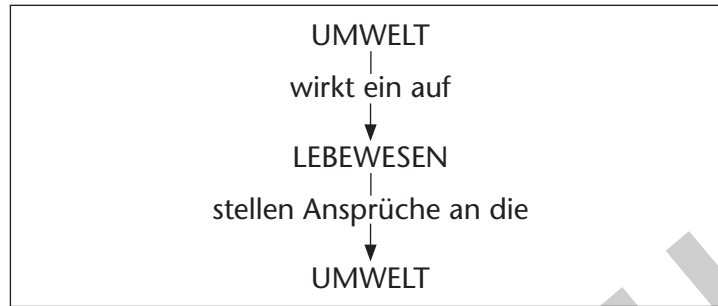 UMWELT
wirkt ein auf
LEBEWESEN
stellen Ansprüche an die
UMWELT